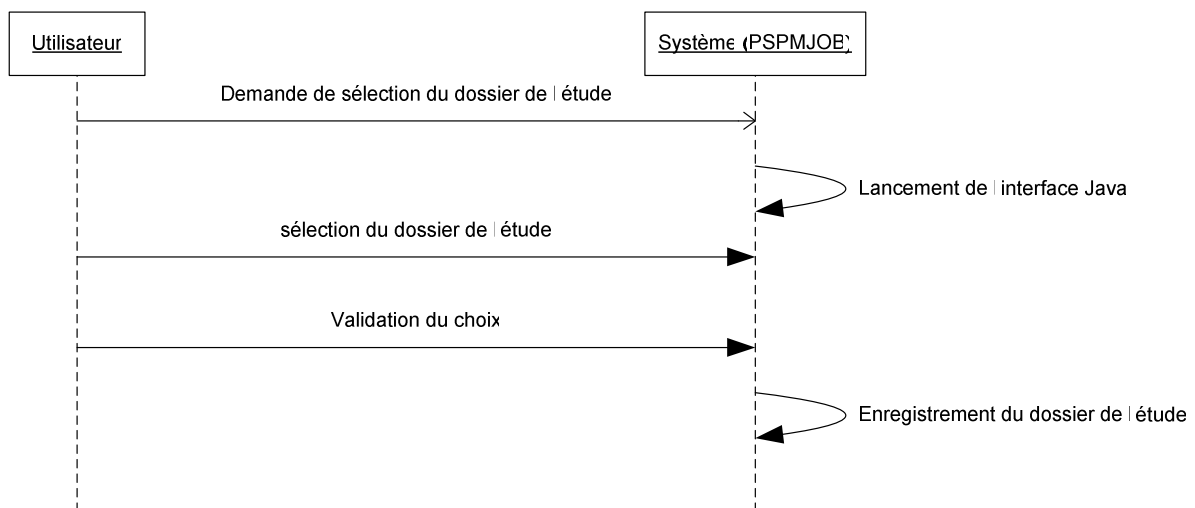 Utilisateur
Système (PSPMJOB)
Demande de sélection du dossier de l étude
Lancement de l interface Java
sélection du dossier de l étude
Validation du choix
Enregistrement du dossier de l étude